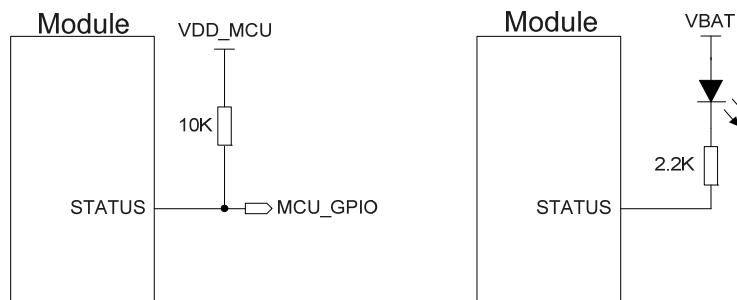 Module
VDD_MCU
10K
STATUS
MCU_GPIO
Module
VBAT
2.2K
STATUS